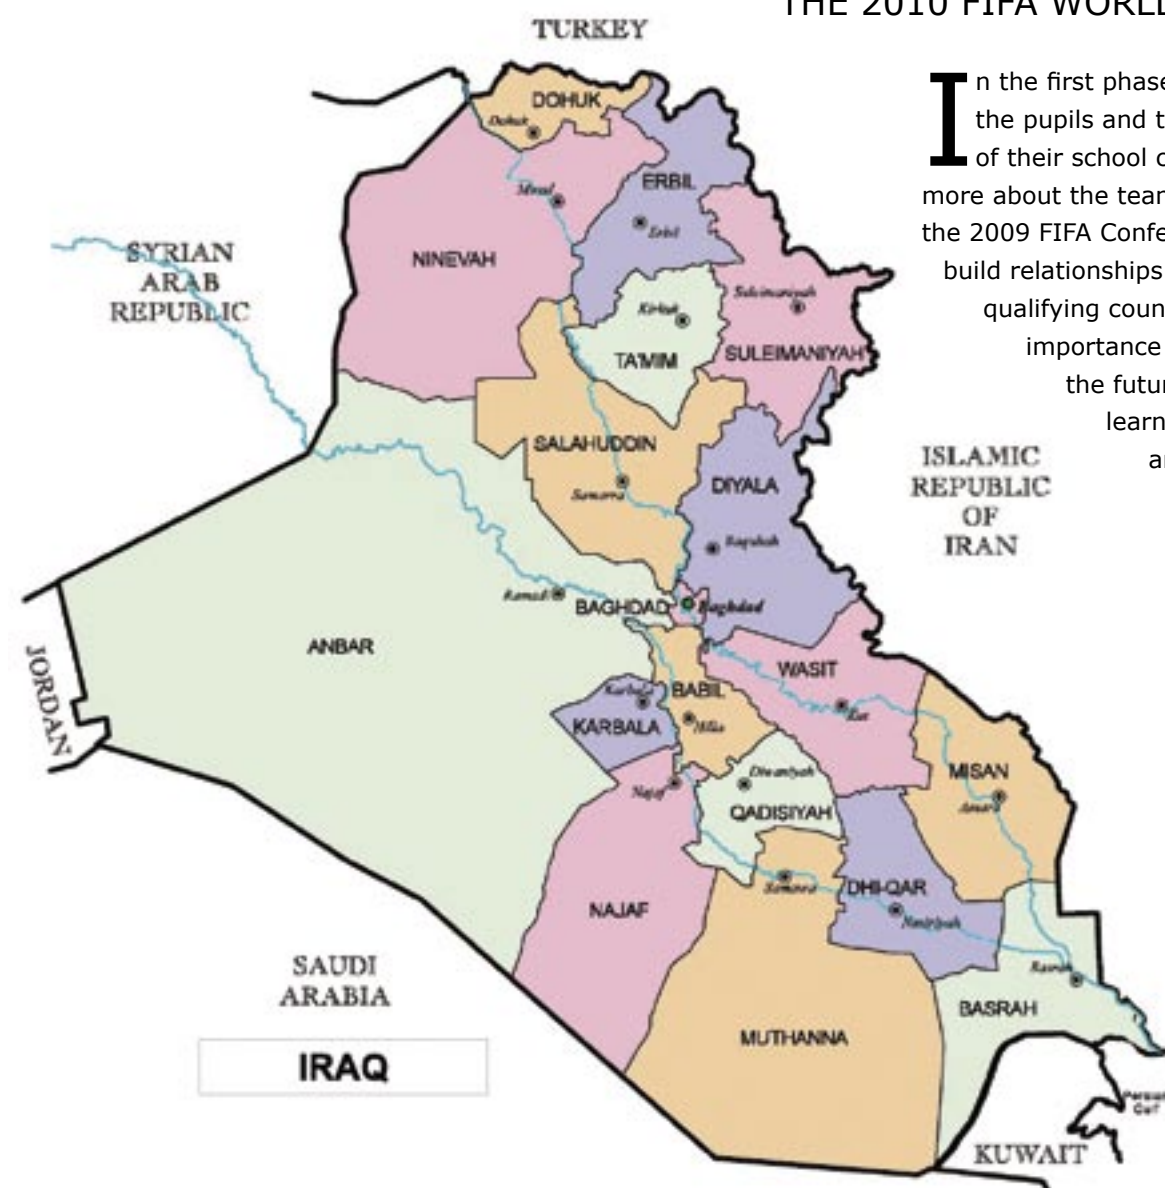 THE 2010 FIFA WORLD
In the first phase
the pupils and t
of their school c
more about the team
the 2009 FIFA Confe
build relationships
qualifying coun
importance
the futur
learn
a
TURKEY
DOHUK
Dohuk
ERBIL
Erbil
NINEVAH
SYRIAN
ARAB
REPUBLIC
Kirkuk
Suleimaniyah
TA'MIM
SULEIMANIYAH
SALAHUDDIN
Samarra
DIYALA
ISLAMIC
REPUBLIC
OF
IRAN
Baqubah
Ramadi
BAGHDAD
Baghdad
ANBAR
JORDAN
WASIT
Karbala
BABIL
Kut
KARBALA
Hilla
MISAN
Diwaniyah
Najaf
Amara
QADISIYAH
DHI-QAR
Samawa
NAJAF
Nasiriyah
SAUDI
ARABIA
Basrah
BASRAH
MUTHANNA
IRAQ
Persian
Gulf
KUWAIT